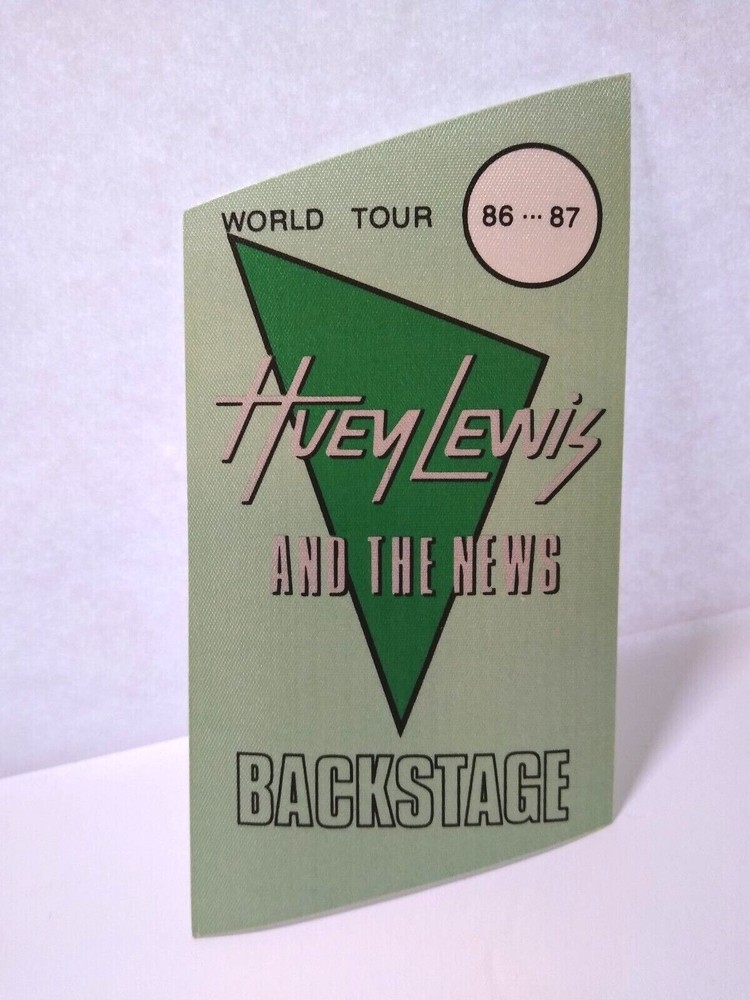 WORLD TOUR 86 ... 87
HUEY LEWIS
AND THE NEWS
BACKSTAGE